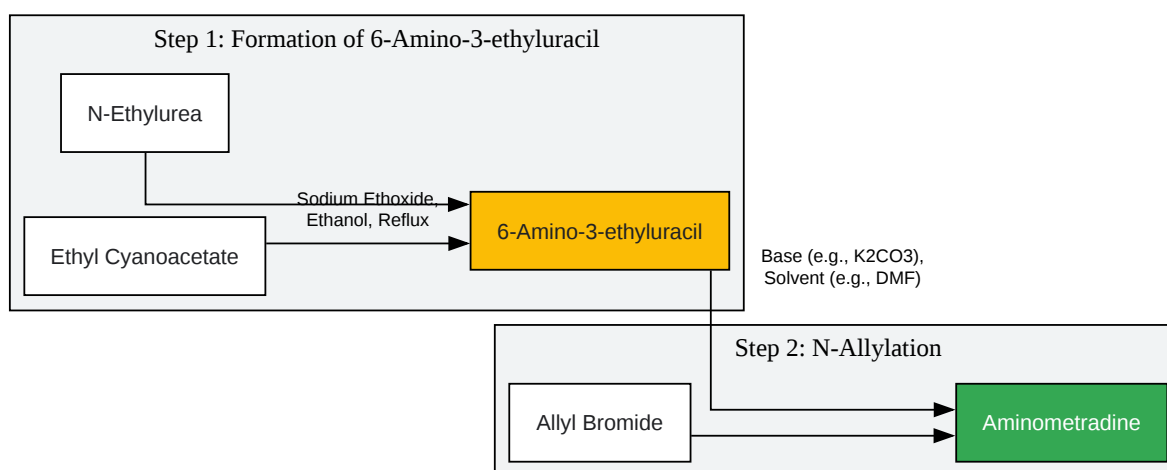 Step 1: Formation of 6-Amino-3-ethyluracil
N-Ethylurea
Sodium Ethoxide,
Ethanol, Reflux
Ethyl Cyanoacetate
6-Amino-3-ethyluracil
Base (e.g., K2CO3),
Solvent (e.g., DMF)
Step 2: N-Allylation
Allyl Bromide
Aminometradine